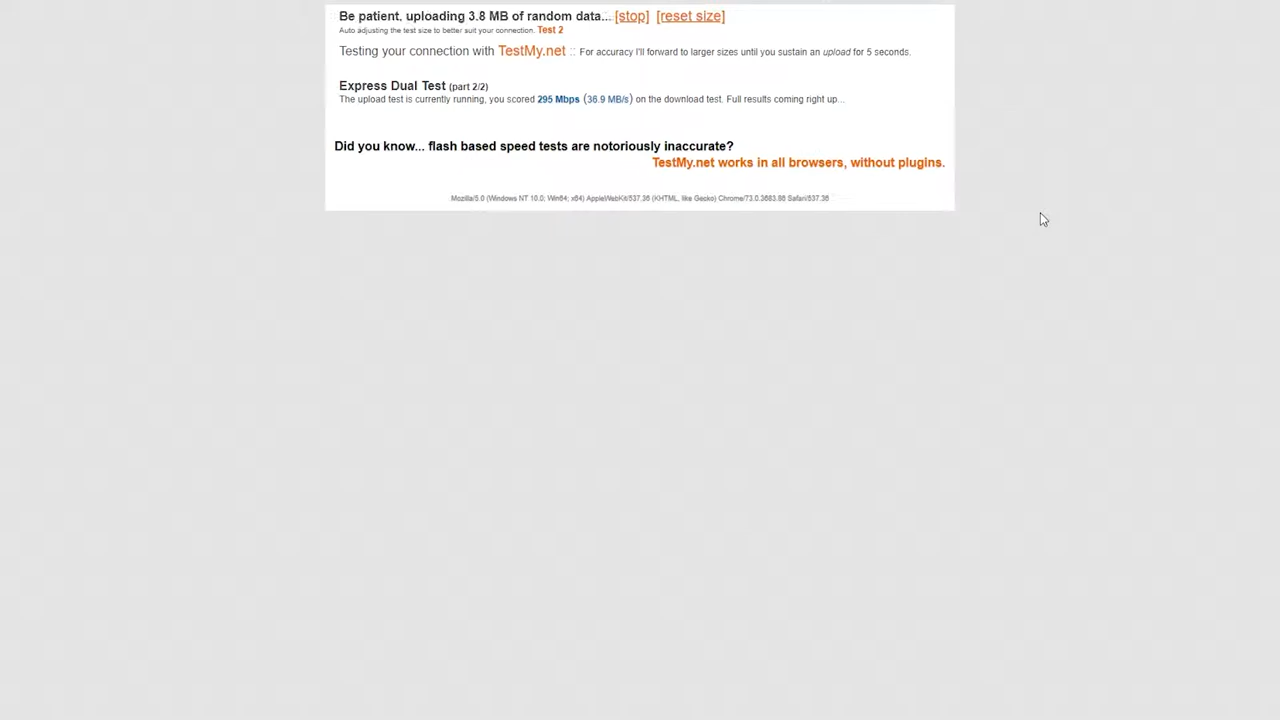 Be patient, uploading 3.8 MB of random data... [stop] [reset size]
Auto adjusting the test size to better suit your connection. Test 2
Testing your connection with TestMy.net :: For accuracy I'll forward to larger sizes until you sustain an upload for 5 seconds.
Express Dual Test (part 2/2)
The upload test is currently running, you scored 295 Mbps (36.9 MB/s) on the download test. Full results coming right up...
Did you know... flash based speed tests are notoriously inaccurate?
TestMy.net works in all browsers, without plugins.
Mozilla/5.0 (Windows NT 10.0; Win64; x64) AppleWebKit/537.36 (KHTML, like Gecko) Chrome/73.0.3683.86 Safari/537.36